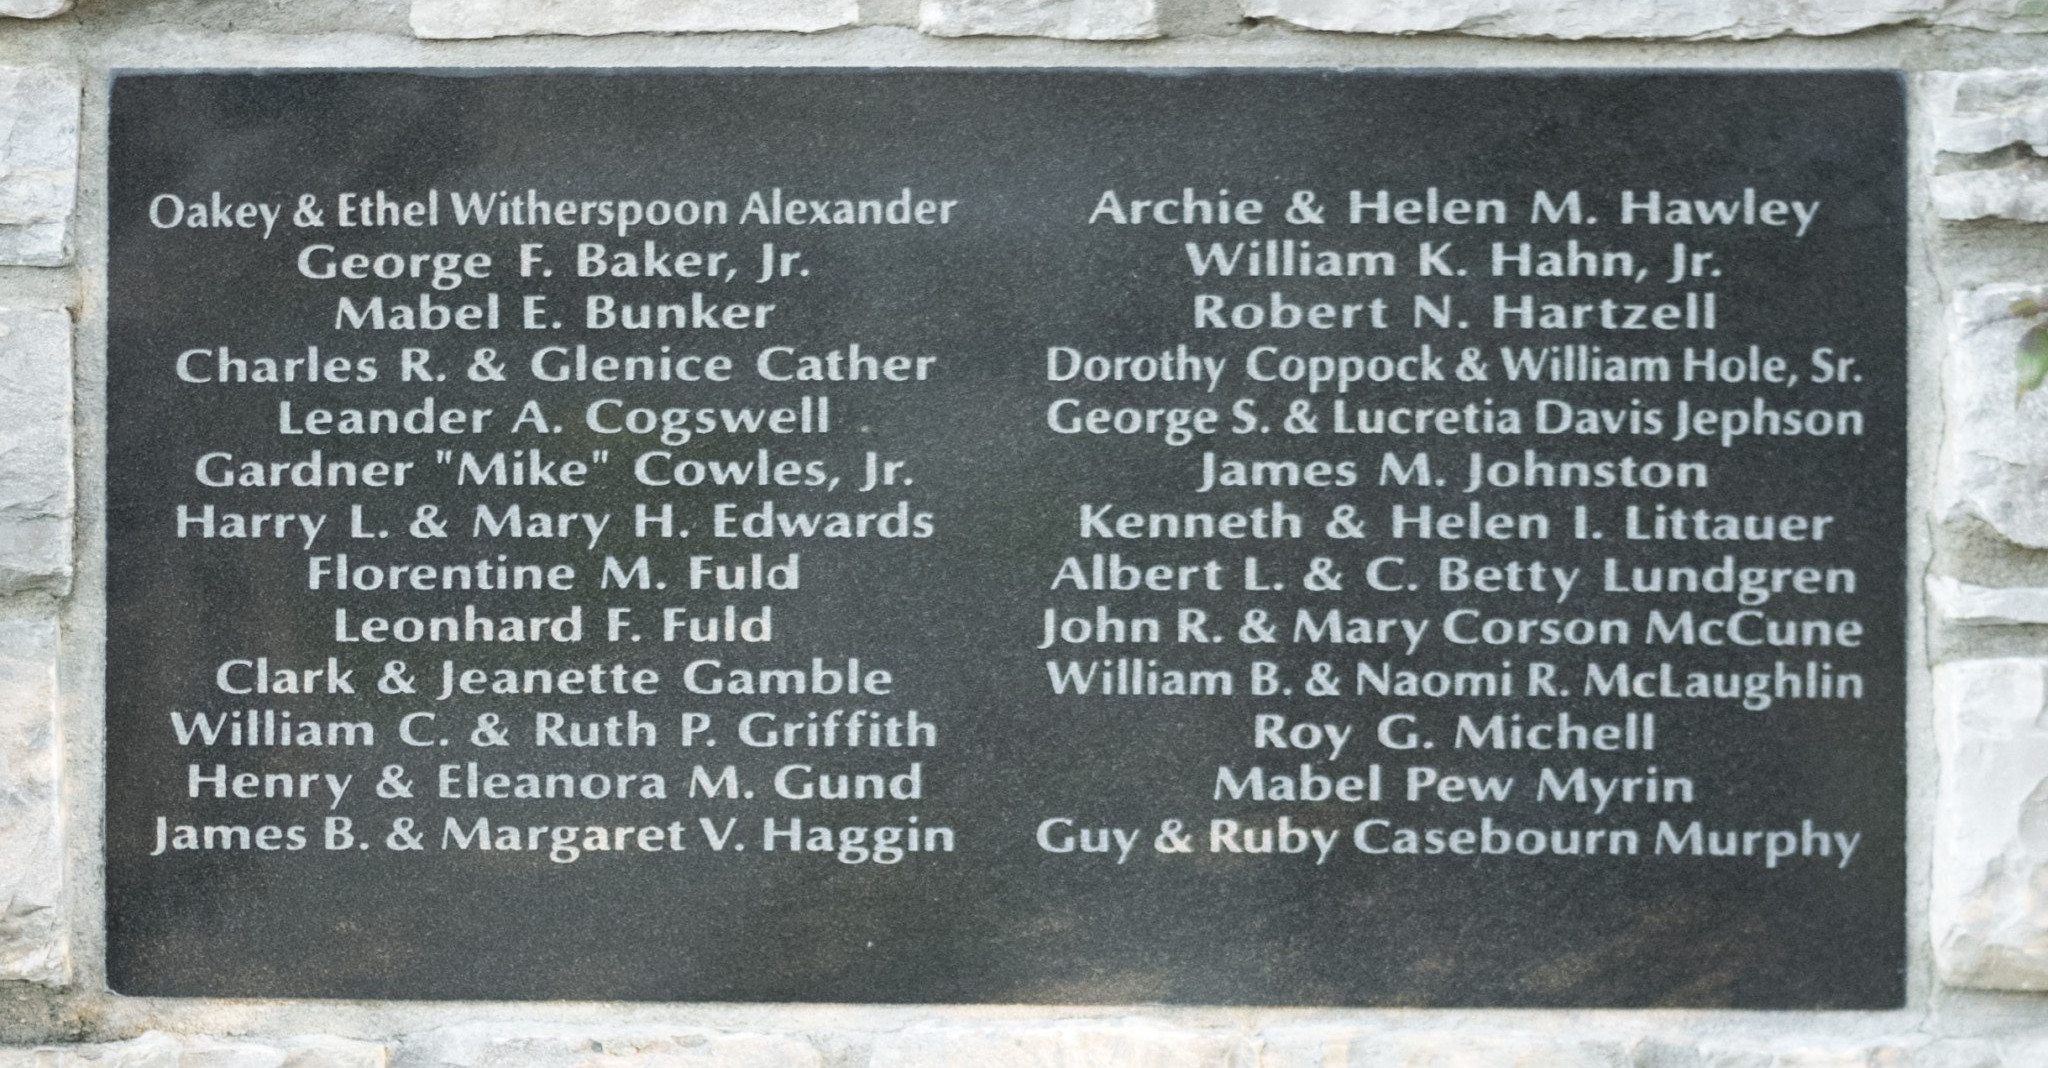 Oakey & Ethel Witherspoon Alexander
George F. Baker, Jr.
Mabel E. Bunker
Charles R. & Glenice Cather
Leander A. Cogswell
Gardner "Mike" Cowles, Jr.
Harry L. & Mary H. Edwards
Florentine M. Fuld
Leonhard F. Fuld
Clark & Jeanette Gamble
William C. & Ruth P. Griffith
Henry & Eleanora M. Gund
James B. & Margaret V. Haggin
Archie & Helen M. Hawley
William K. Hahn, Jr.
Robert N. Hartzell
Dorothy Coppock & William Hole, Sr.
George S. & Lucretia Davis Jephson
James M. Johnston
Kenneth & Helen I. Littauer
Albert L. & C. Betty Lundgren
John R. & Mary Corson McCune
William B. & Naomi R. McLaughlin
Roy G. Michell
Mabel Pew Myrin
Guy & Ruby Casebourn Murphy